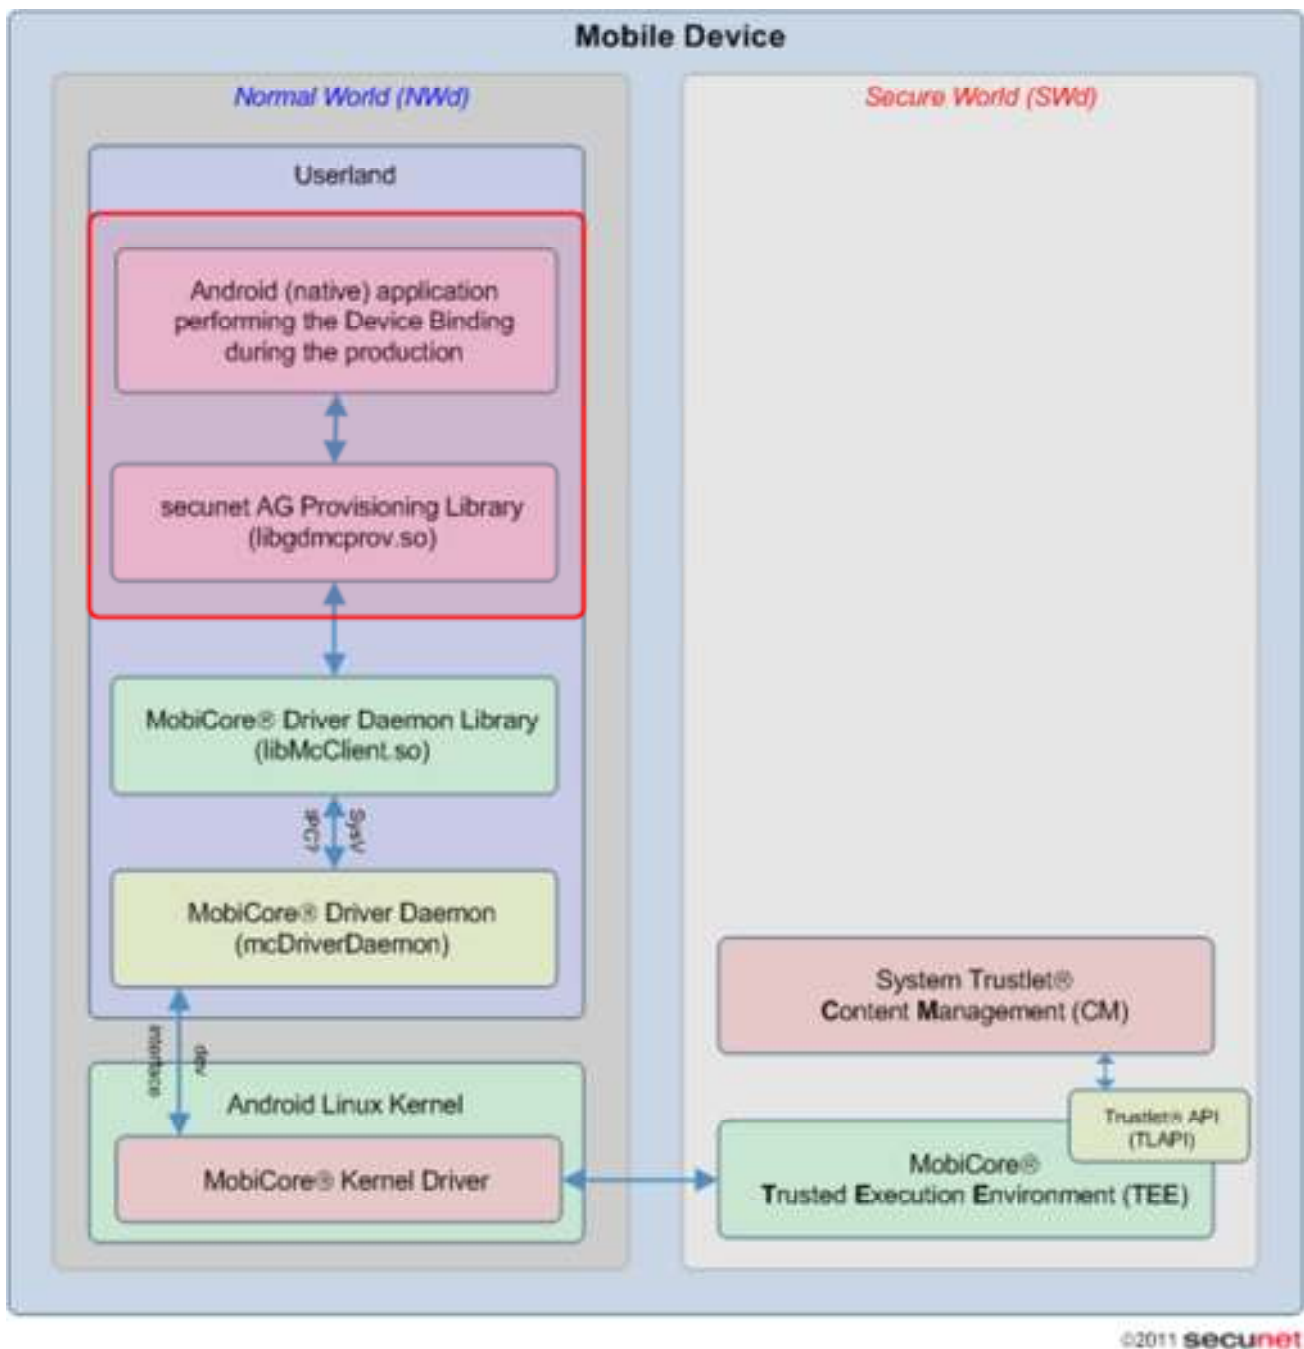 Mobile Device
Normal World (NWd)
Userland
Android (native) application
performing the Device Binding
during the production
secunet AG Provisioning Library
(libgdmcprov.so)
MobiCore® Driver Daemon Library
(libMcClient.so)
SysV
IPC?
MobiCore® Driver Daemon
(mcDriverDaemon)
dev
interface
Android Linux Kernel
MobiCore® Kernel Driver
Secure World (SWd)
System Trustlet®
Content Management (CM)
Trustlet® API
(TLAPI)
MobiCore®
Trusted Execution Environment (TEE)
©2011 secunet